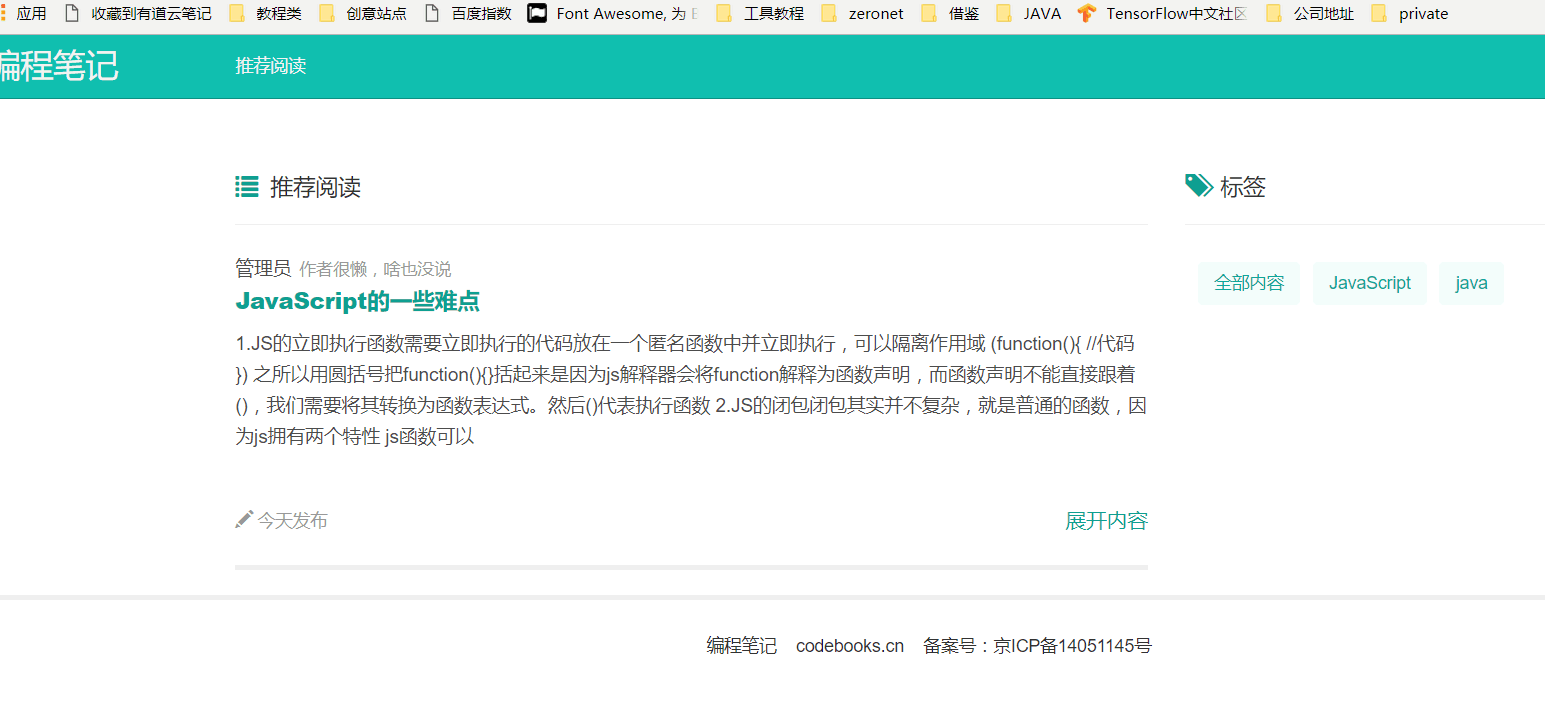 应用 收藏到有道云笔记 教程类 创意站点 百度指数 Font Awesome, 为 工具教程 zeronet 借鉴 JAVA TensorFlow中文社区 公司地址 private
编程笔记 推荐阅读
推荐阅读
标签
管理员 作者很懒，啥也没说
JavaScript的一些难点
全部内容 JavaScript java
1.JS的立即执行函数需要立即执行的代码放在一个匿名函数中并立即执行，可以隔离作用域 (function(){ //代码
}) 之所以用圆括号把function(){}括起来是因为js解释器会将function解释为函数声明，而函数声明不能直接跟着
()，我们需要将其转换为函数表达式。然后()代表执行函数 2.JS的闭包闭包其实并不复杂，就是普通的函数，因
为js拥有两个特性 js函数可以
今天发布 展开内容
编程笔记 codebooks.cn 备案号：京ICP备14051145号